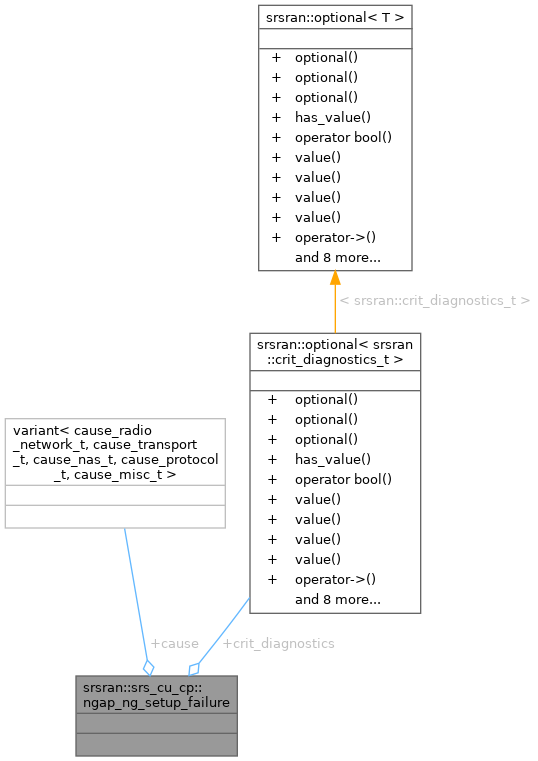 srsran::optional< T >
+ optional()
+ optional()
+ optional()
+ has_value()
+ operator bool()
+ value()
+ value()
+ value()
+ value()
+ operator->()
and 8 more...
< srsran::crit_diagnostics_t >
srsran::optional< srsran
::crit_diagnostics_t >
+ optional()
+ optional()
+ optional()
+ has_value()
+ operator bool()
+ value()
+ value()
+ value()
+ value()
+ operator->()
and 8 more...
variant< cause_radio
_network_t, cause_transport
_t, cause_nas_t, cause_protocol
_t, cause_misc_t >
+cause
+crit_diagnostics
srsran::srs_cu_cp::
ngap_ng_setup_failure